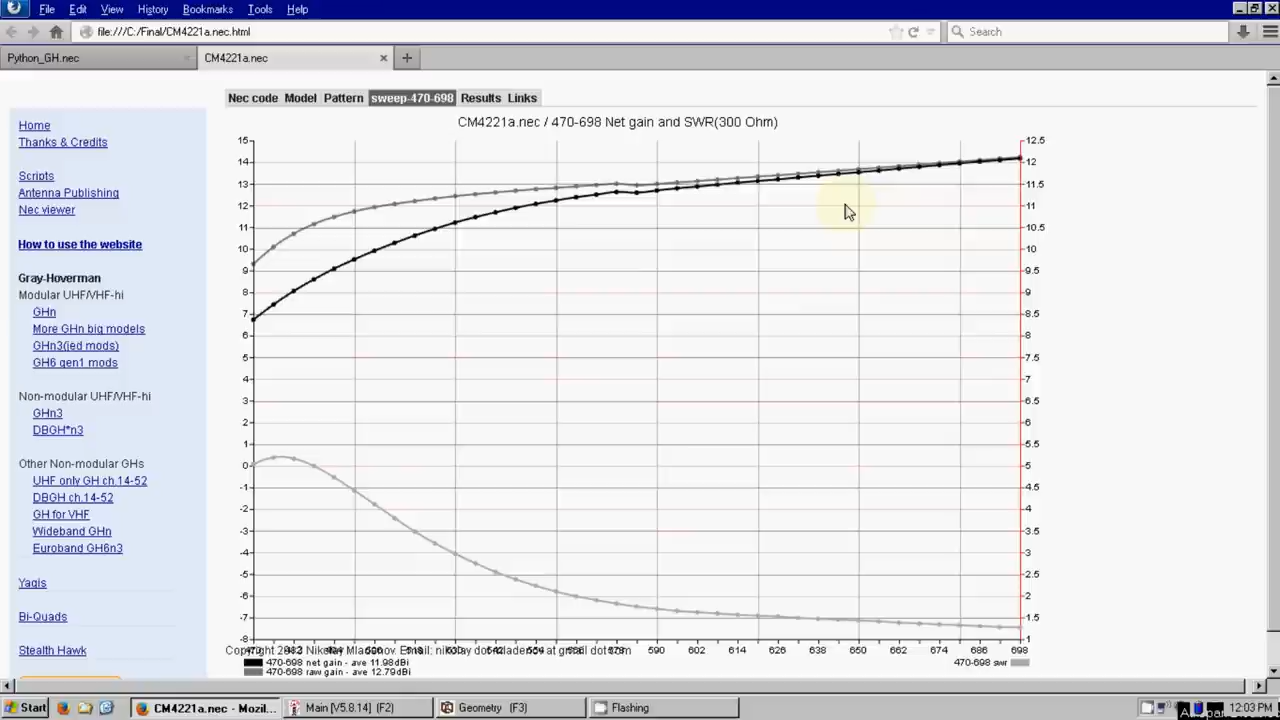 File Edit View History Bookmarks Tools Help
file:///C:/Final/CM4221a.nec.html
Search
Python_GH.nec
CM4221a.nec
Nec code Model Pattern sweep-470-698 Results Links
Home
Thanks & Credits
Scripts
Antenna Publishing
Nec viewer
How to use the website
Gray-Hoverman
Modular UHF/VHF-hi
GHn
More GHn big models
GHn3(jed mods)
GH6 gen1 mods
Non-modular UHF/VHF-hi
GHn3
DBGH*n3
Other Non-modular GHs
UHF only GH ch.14-52
DBGH ch.14-52
GH for VHF
Wideband GHn
Euroband GH6n3
Yagis
Bi-Quads
Stealth Hawk
CM4221a.nec / 470-698 Net gain and SWR(300 Ohm)
15 12.5
14 12
13 11.5
12 11
11 10.5
10 10
9 9.5
8 9
7 8.5
6 8
5 7.5
4 7
3 6.5
2 6
1 5.5
0 5
-1 4.5
-2 4
-3 3.5
-4 3
-5 2.5
-6 2
-7 1.5
-8 1
590 602 614 626 638 650 662 674 686 698
470-698 net gain - ave 11.98dBi
470-698 raw gain - ave 12.79dBi
470-698 swr
Start
CM4221a.nec - Mozil...
Main [V5.8.14] (F2)
Geometry (F3)
Flashing
12:03 PM